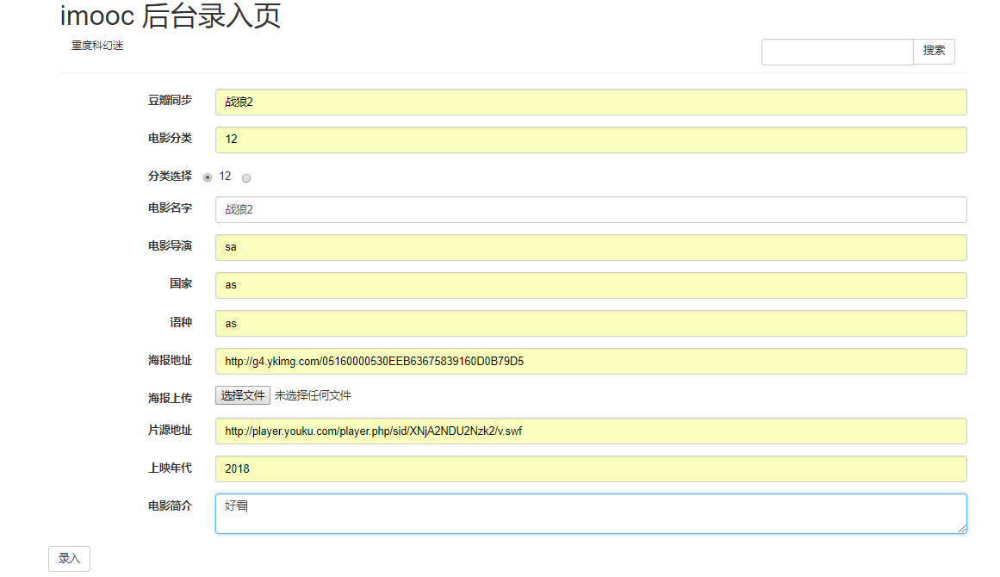 imooc 后台录入页
重度科幻迷
搜索
豆瓣同步 战狼2
电影分类 12
分类选择 12
电影名字 战狼2
电影导演 sa
国家 as
语种 as
海报地址 http://g4.ykimg.com/05160000530EEB63675839160D0B79D5
海报上传 选择文件 未选择任何文件
片源地址 http://player.youku.com/player.php/sid/XNjA2NDU2Nzk2/v.swf
上映年代 2018
电影简介 好看
录入